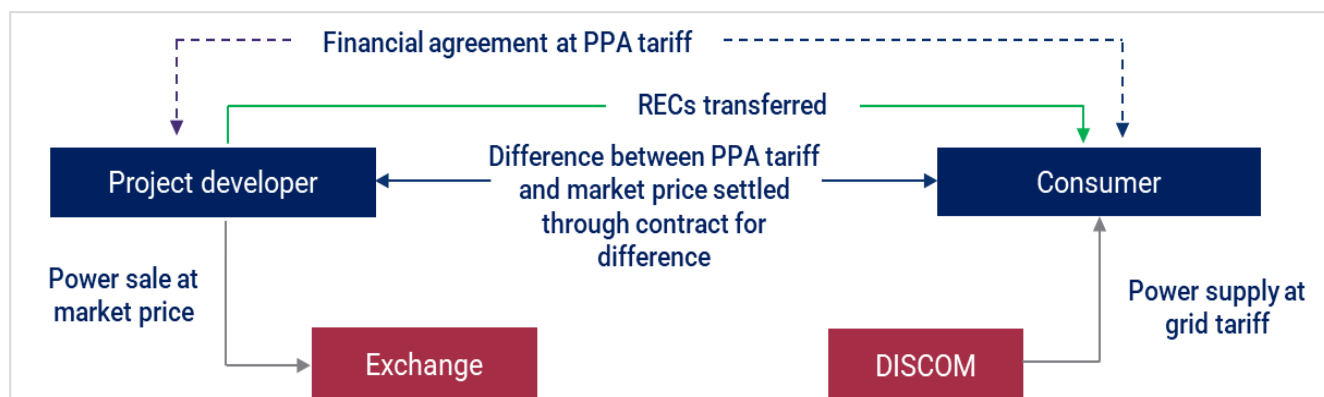 Financial agreement at PPA tariff
RECs transferred
Project developer
Difference between PPA tariff
and market price settled
through contract for
difference
Consumer
Power sale at
market price
Power supply at
grid tariff
Exchange
DISCOM